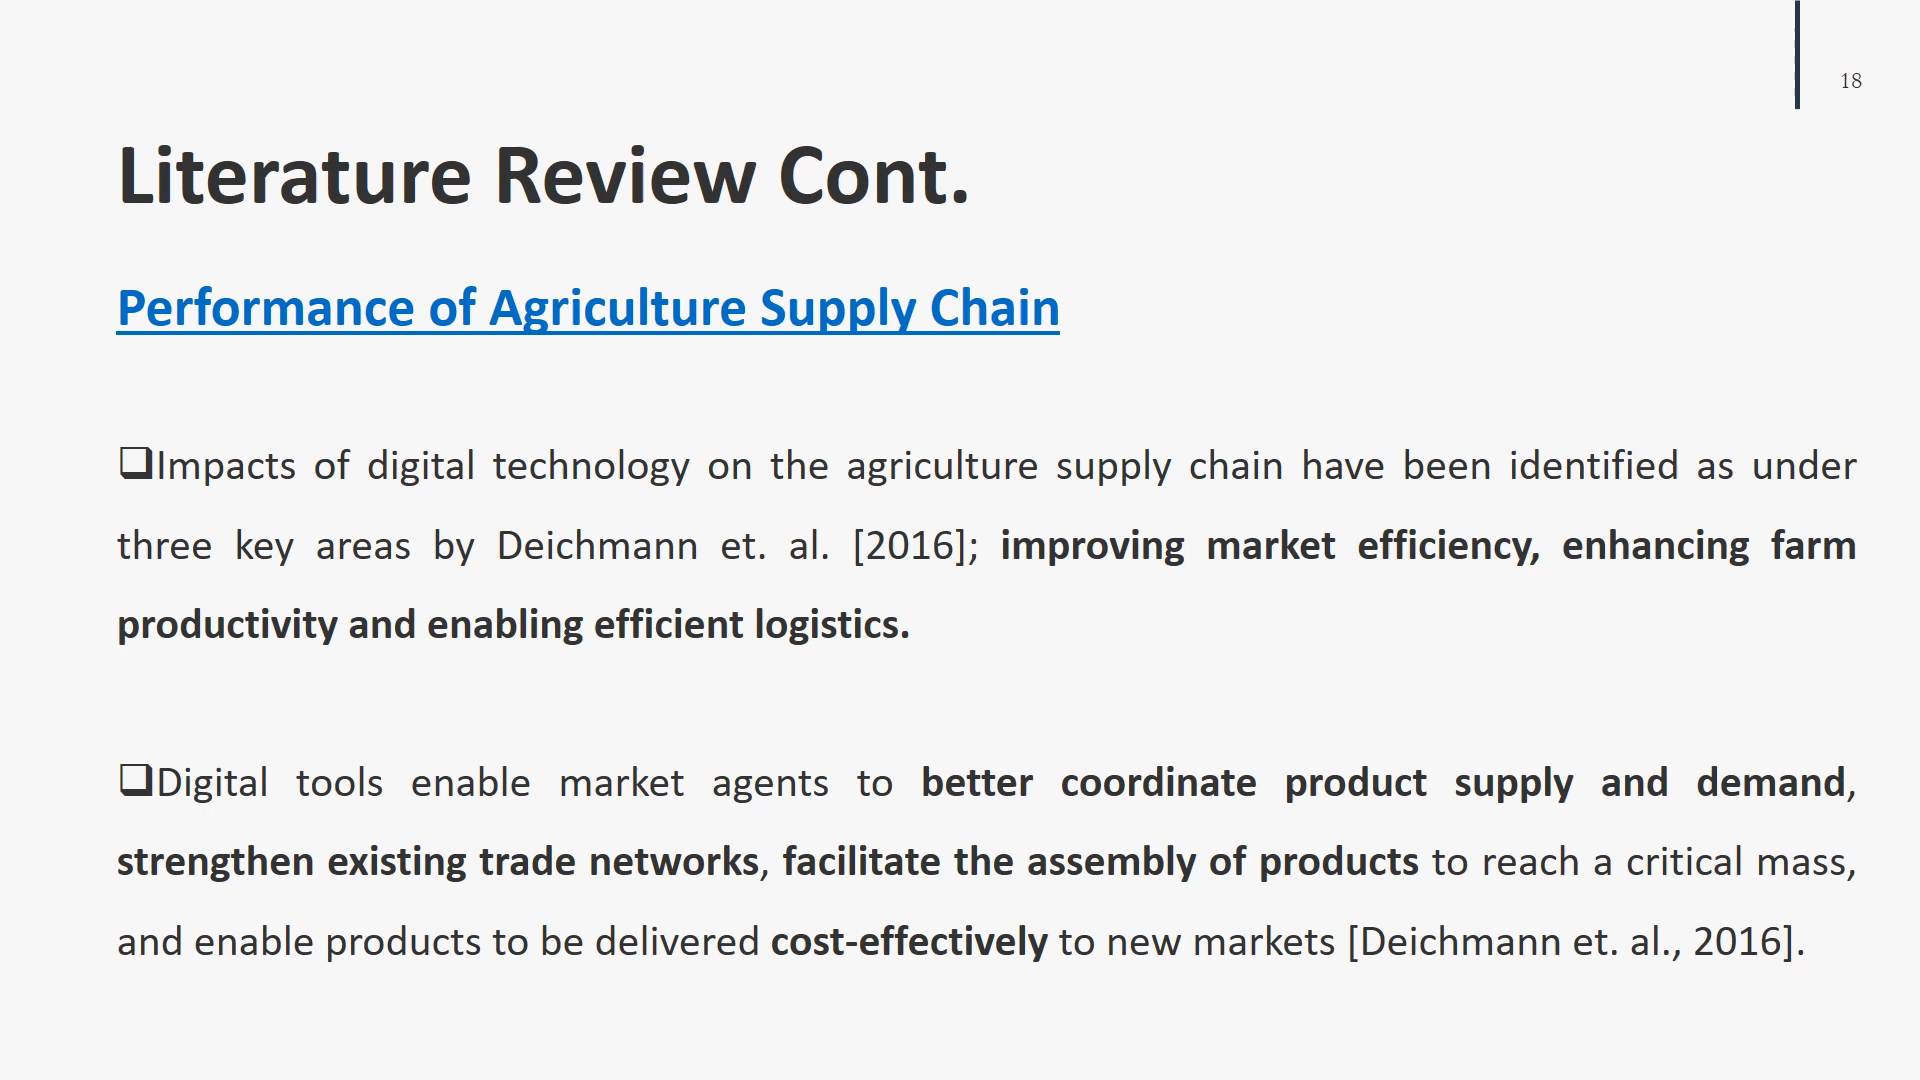 18
Literature Review Cont.
Performance of Agriculture Supply Chain
❑Impacts of digital technology on the agriculture supply chain have been identified as under
three key areas by Deichmann et. al. [2016]; improving market efficiency, enhancing farm
productivity and enabling efficient logistics.
❑Digital tools enable market agents to better coordinate product supply and demand,
strengthen existing trade networks, facilitate the assembly of products to reach a critical mass,
and enable products to be delivered cost-effectively to new markets [Deichmann et. al., 2016].